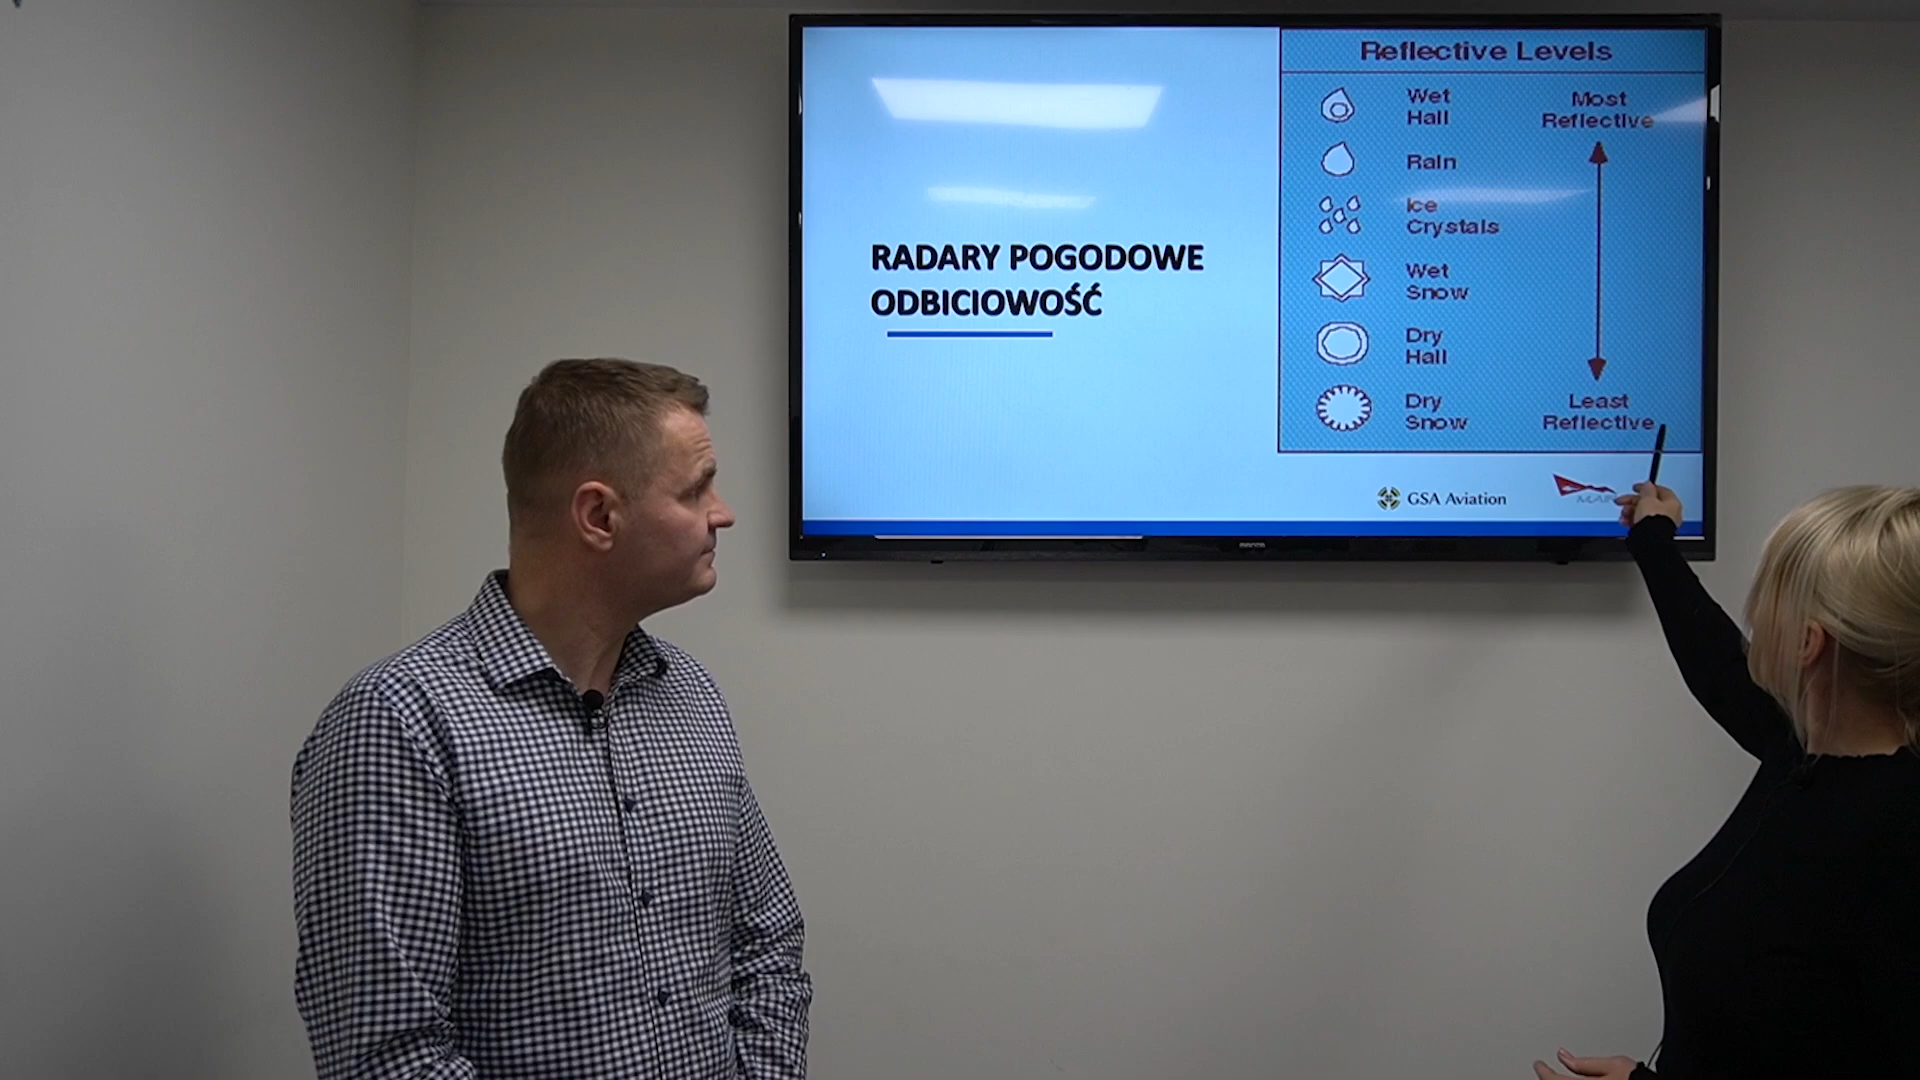 RADARY POGODOWE
ODBICIOWOŚĆ
Reflective Levels
Wet
Hail
Most
Reflective
Rain
Ice
Crystals
Wet
Snow
Dry
Hail
Dry
Snow
Least
Reflective
GSA Aviation